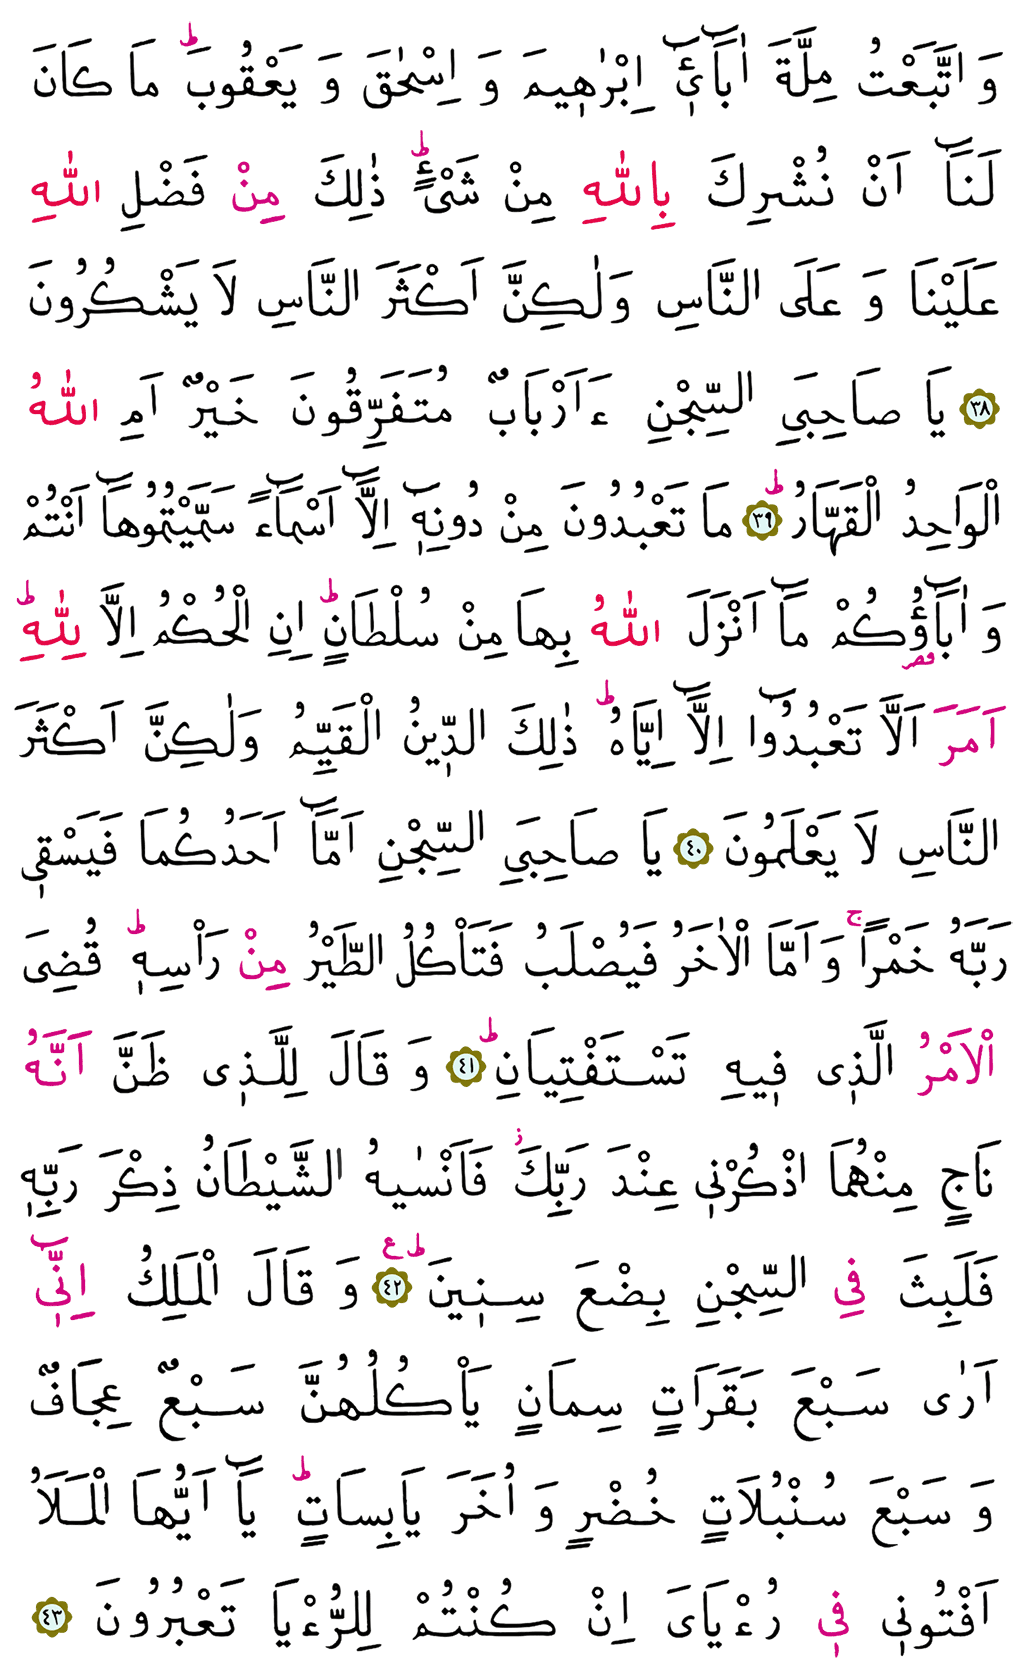 وَ اتَّبَعْتُ مِلَّةَ اٰبَٓائ۪ٓي اِبْرٰه۪يمَ وَ اِسْحٰقَ وَ يَعْقُوبَۜ مَا كَانَ
لَنَٓا اَنْ نُشْرِكَ بِاللّٰهِ مِنْ شَيْءٍۜ ذٰلِكَ مِنْ فَضْلِ اللّٰهِ
عَلَيْنَا وَ عَلَى النَّاسِ وَلٰكِنَّ اَكْثَرَ النَّاسِ لَا يَشْكُرُونَ
﴿٣٨﴾ يَا صَاحِبَيِ السِّجْنِ ءَاَرْبَابٌ مُتَفَرِّقُونَ خَيْرٌ اَمِ اللّٰهُ
الْوَاحِدُ الْقَهَّارُۜ ﴿٣٩﴾ مَا تَعْبُدُونَ مِنْ دُونِه۪ٓ اِلَّٓا اَسْمَٓاءً سَمَّيْتُمُوهَٓا اَنْتُمْ
وَ اٰبَٓاؤُ۬كُمْ مَٓا اَنْزَلَ اللّٰهُ بِهَا مِنْ سُلْطَانٍۜ اِنِ الْحُكْمُ اِلَّا لِلّٰهِۜ
اَمَرَ اَلَّا تَعْبُدُٓوا اِلَّٓا اِيَّاهُۜ ذٰلِكَ الدّ۪ينُ الْقَيِّمُ وَلٰكِنَّ اَكْثَرَ
النَّاسِ لَا يَعْلَمُونَ ﴿٤٠﴾ يَا صَاحِبَيِ السِّجْنِ اَمَّٓا اَحَدُكُمَا فَيَسْق۪ي
رَبَّهُ خَمْرًاۚ وَ اَمَّا الْاٰخَرُ فَيُصْلَبُ فَتَأْكُلُ الطَّيْرُ مِنْ رَأْسِه۪ۜ قُضِيَ
الْاَمْرُ الَّذ۪ي ف۪يهِ تَسْتَفْتِيَانِۜ ﴿٤١﴾ وَ قَالَ لِلَّذ۪ي ظَنَّ اَنَّهُ
نَاجٍ مِنْهُمَا اذْكُرْن۪ي عِنْدَ رَبِّكَۘ فَاَنْسٰيهُ الشَّيْطَانُ ذِكْرَ رَبِّه۪
فَلَبِثَ فِي السِّجْنِ بِضْعَ سِن۪ينَۜ ع ﴿٤٢﴾ وَ قَالَ الْمَلِكُ اِنّ۪ٓي
اَرٰى سَبْعَ بَقَرَاتٍ سِمَانٍ يَأْكُلُهُنَّ سَبْعٌ عِجَافٌ
وَ سَبْعَ سُنْبُلَاتٍ خُضْرٍ وَ اُخَرَ يَابِسَاتٍۜ يَٓا اَيُّهَا الْمَلَاُ
اَفْتُون۪ي ف۪ي رُءْيَايَ اِنْ كُنْتُمْ لِلرُّءْيَا تَعْبُرُونَ ﴿٤٣﴾